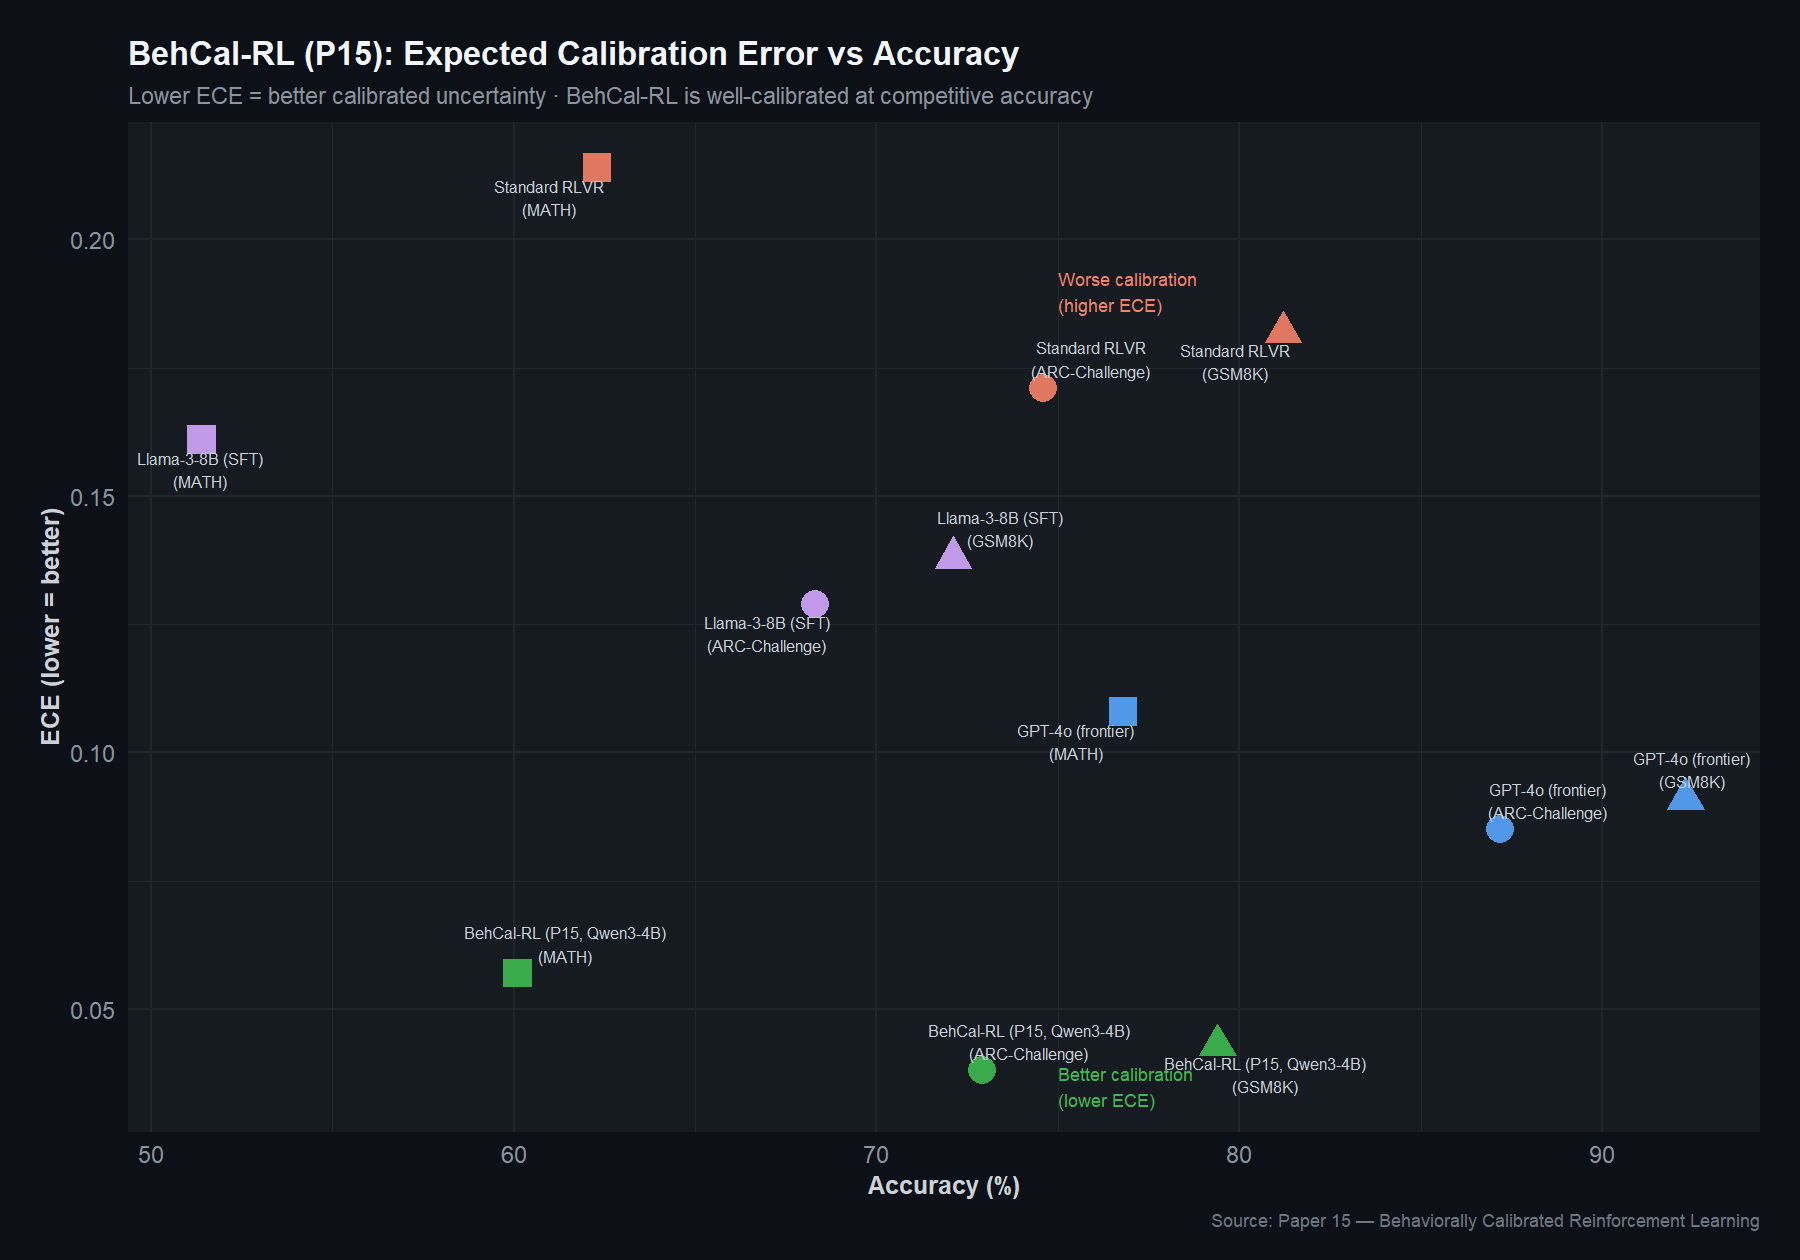 BehCal-RL (P15): Expected Calibration Error vs Accuracy
Lower ECE = better calibrated uncertainty · BehCal-RL is well-calibrated at competitive accuracy
Standard RLVR
(MATH)
0.20
Worse calibration
(higher ECE)
Standard RLVR
(ARC-Challenge)
Standard RLVR
(GSM8K)
Llama-3-8B (SFT)
(MATH)
0.15
Llama-3-8B (SFT)
(GSM8K)
Llama-3-8B (SFT)
(ARC-Challenge)
ECE (lower = better)
GPT-4o (frontier)
(MATH)
0.10
GPT-4o (frontier)
(GSM8K)
GPT-4o (frontier)
(ARC-Challenge)
BehCal-RL (P15, Qwen3-4B)
(MATH)
0.05
BehCal-RL (P15, Qwen3-4B)
(ARC-Challenge)
BehCal-RL (P15, Qwen3-4B)
(GSM8K)
Better calibration
(lower ECE)
50
60
70
80
90
Accuracy (%)
Source: Paper 15 — Behaviorally Calibrated Reinforcement Learning